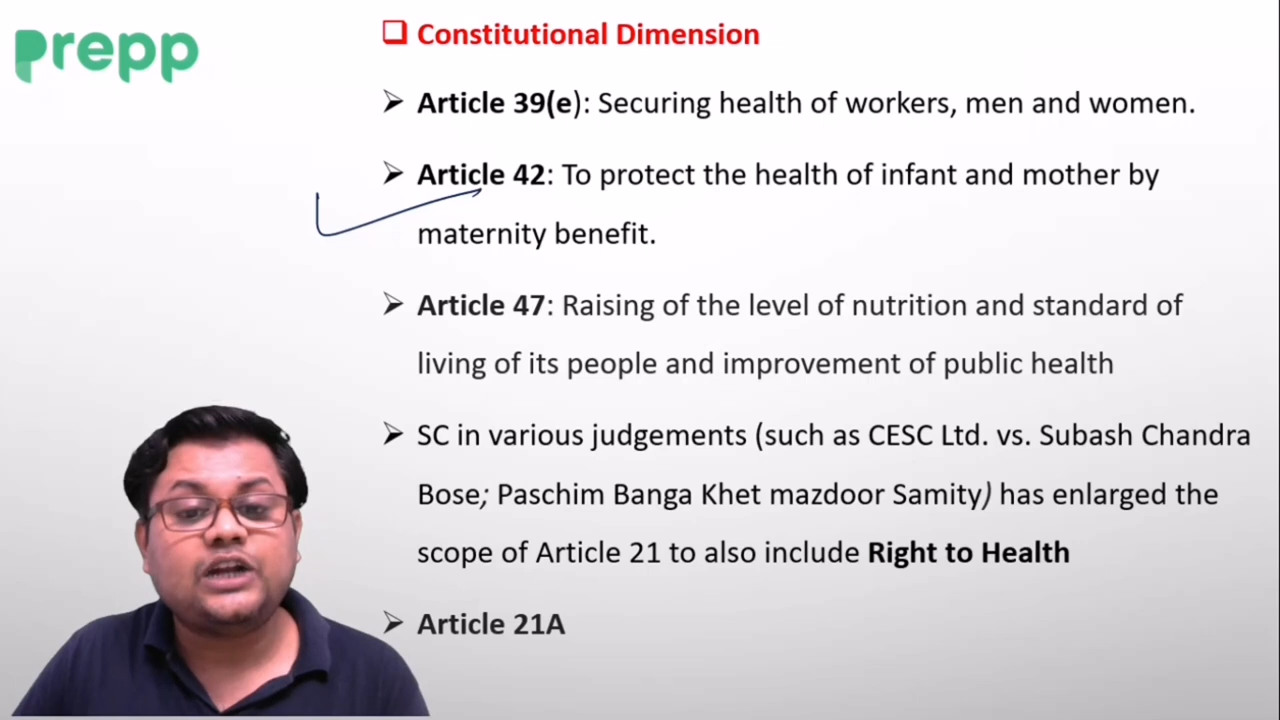 prepp
❑ Constitutional Dimension
➢ Article 39(e): Securing health of workers, men and women.
➢ Article 42: To protect the health of infant and mother by
maternity benefit.
➢ Article 47: Raising of the level of nutrition and standard of
living of its people and improvement of public health
➢ SC in various judgements (such as CESC Ltd. vs. Subash Chandra
Bose; Paschim Banga Khet mazdoor Samity) has enlarged the
scope of Article 21 to also include Right to Health
➢ Article 21A